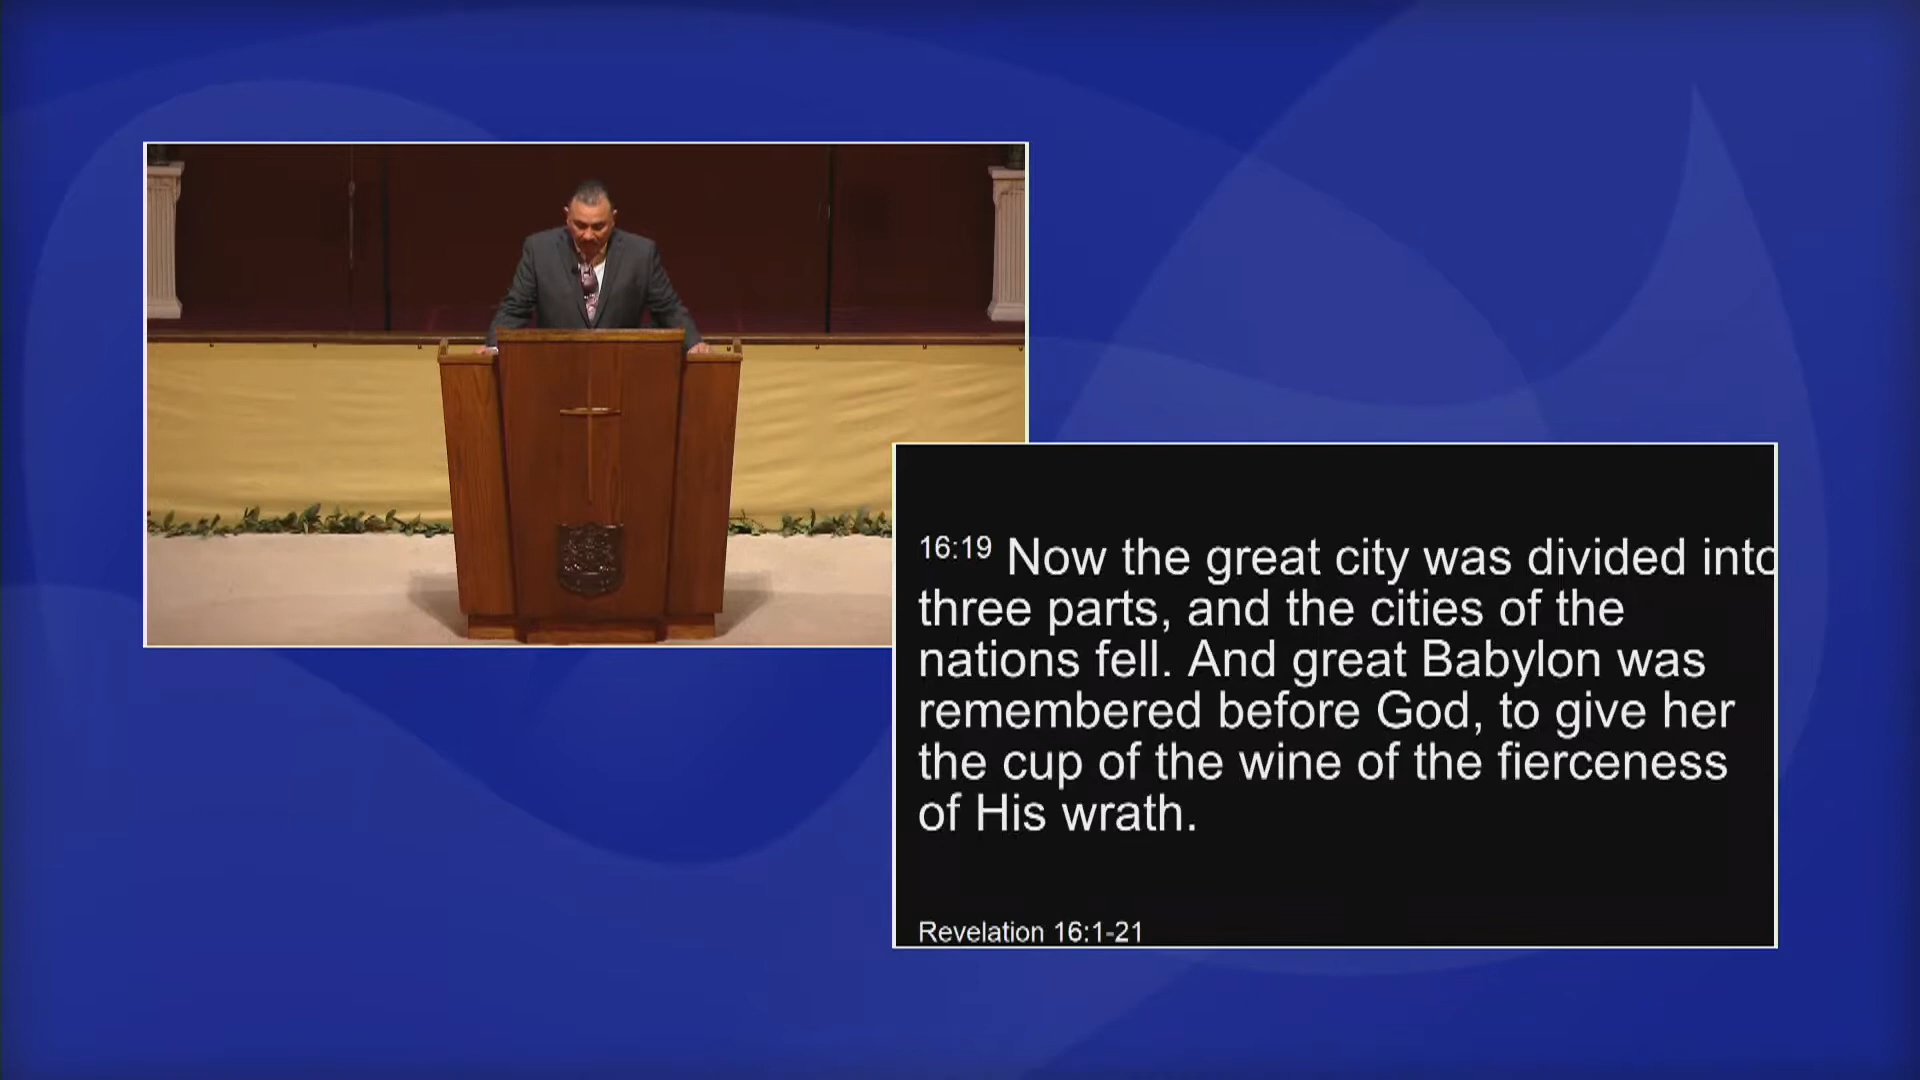 16:19 Now the great city was divided into
three parts, and the cities of the
nations fell. And great Babylon was
remembered before God, to give her
the cup of the wine of the fierceness
of His wrath.
Revelation 16:1-21